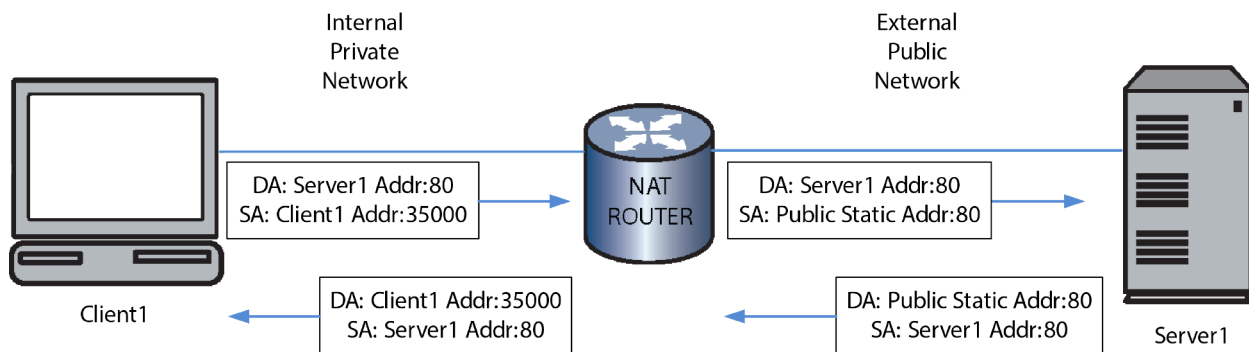 Internal
Private
Network
External
Public
Network
DA: Server1 Addr:80
SA: Client1 Addr:35000
NAT
ROUTER
DA: Server1 Addr:80
SA: Public Static Addr:80
Client1
DA: Client1 Addr:35000
SA: Server1 Addr:80
DA: Public Static Addr:80
SA: Server1 Addr:80
Server1